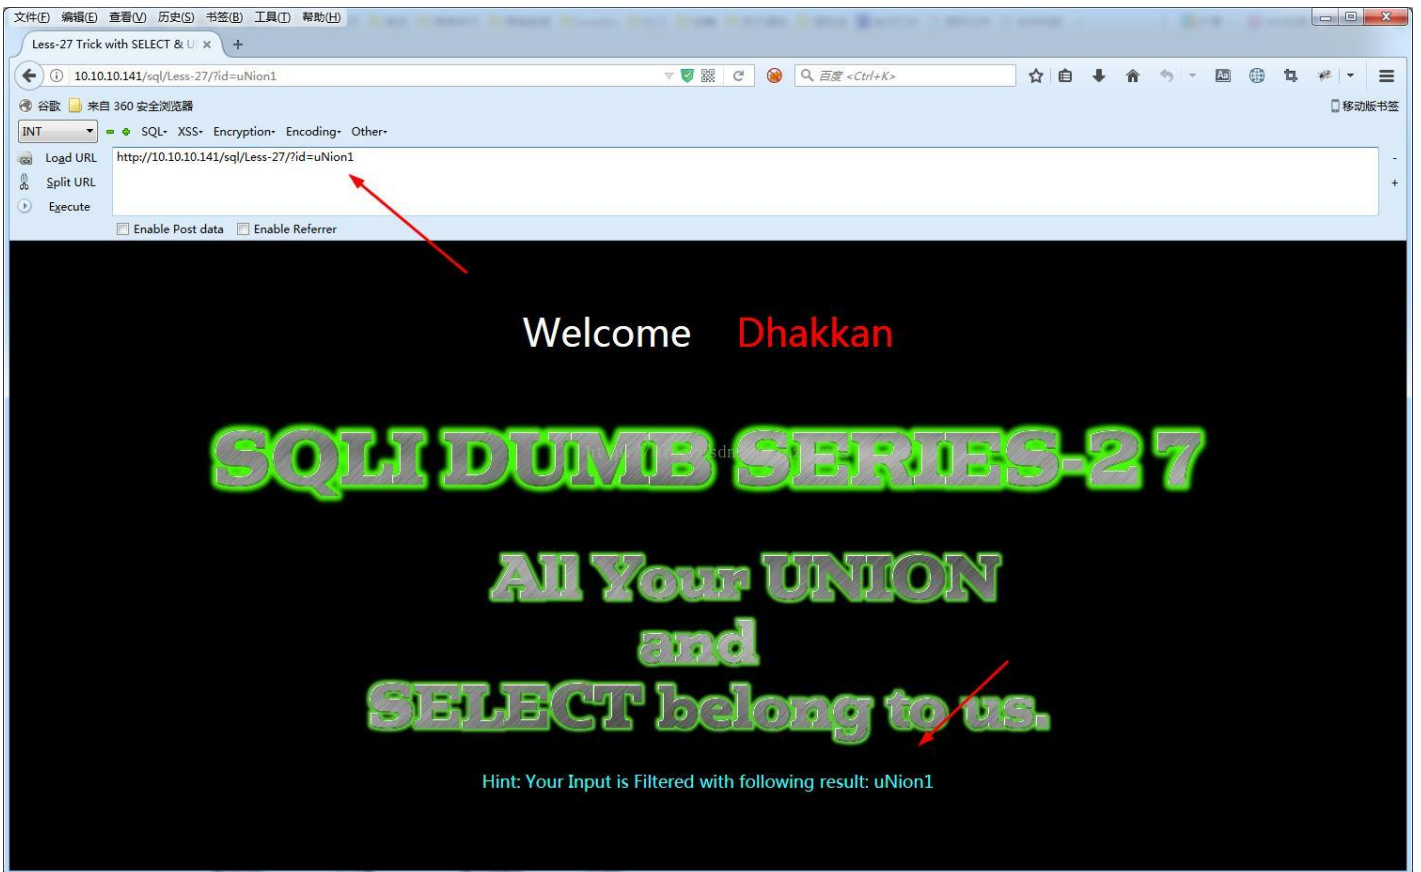 文件(F) 编辑(E) 查看(V) 历史(S) 书签(B) 工具(T) 帮助(H)
Less-27 Trick with SELECT & U
10.10.10.141/sql/Less-27/?id=uNion1
百度 <Ctrl+K>
谷歌 来自 360 安全浏览器 移动版书签
INT SQL- XSS- Encryption- Encoding- Other-
Load URL http://10.10.10.141/sql/Less-27/?id=uNion1
Split URL
Execute
Enable Post data Enable Referrer
Welcome Dhakkan
SQLI DUMB SERIES-27
All Your UNION
and
SELECT belong to us.
Hint: Your Input is Filtered with following result: uNion1